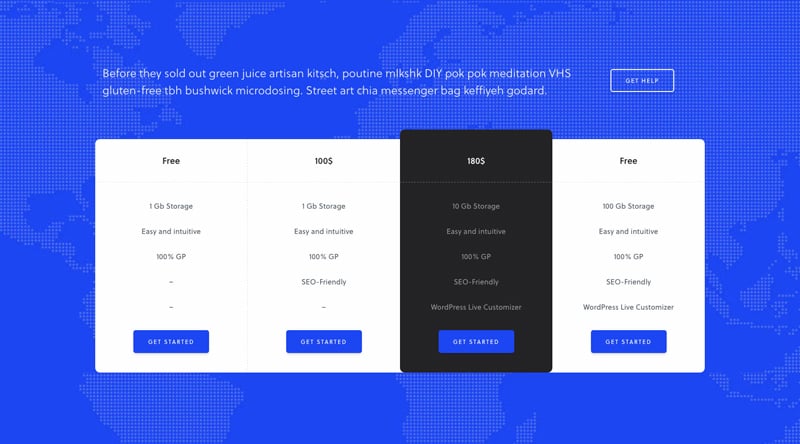 Before they sold out green juice artisan kitsch, poutine mlkshk DIY pok pok meditation VHS
gluten-free tbh bushwick microdosing. Street art chia messenger bag keffiyeh godard.
GET HELP
Free
1 Gb Storage
Easy and intuitive
100% GP
–
–
GET STARTED
100$
1 Gb Storage
Easy and intuitive
100% GP
SEO-Friendly
–
GET STARTED
180$
10 Gb Storage
Easy and intuitive
100% GP
SEO-Friendly
WordPress Live Customizer
GET STARTED
Free
100 Gb Storage
Easy and intuitive
100% GP
SEO-Friendly
WordPress Live Customizer
GET STARTED